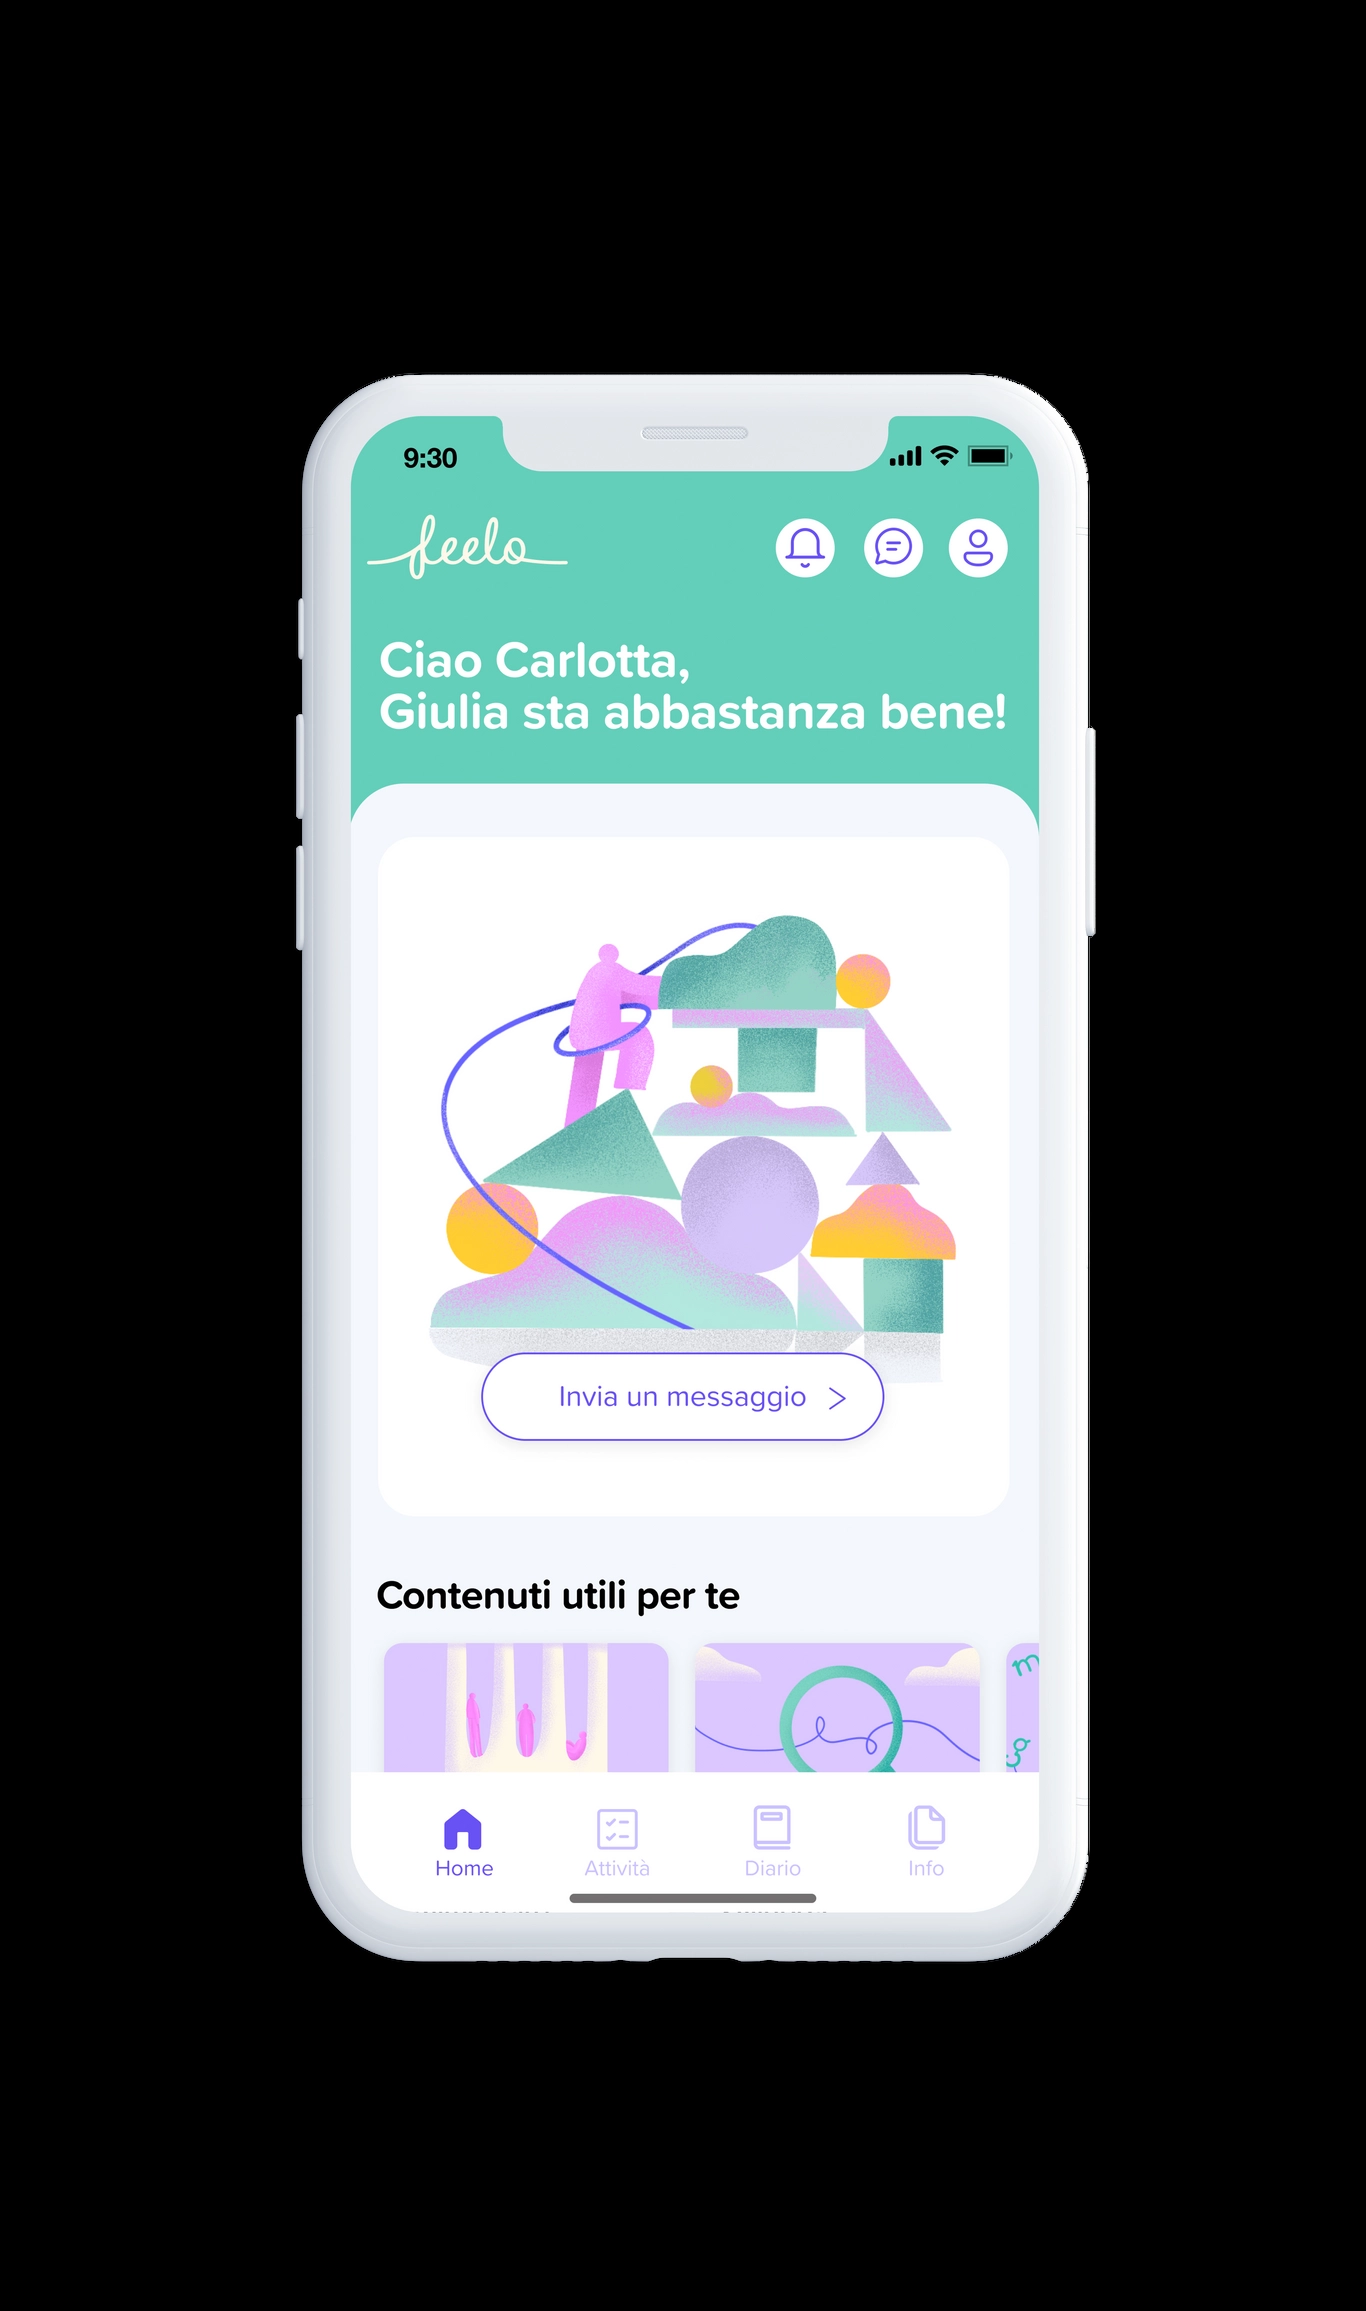 9:30
feelo
Ciao Carlotta,
Giulia sta abbastanza bene!
Invia un messaggio >
Contenuti utili per te
m
g
Home
Attività
Diario
Info